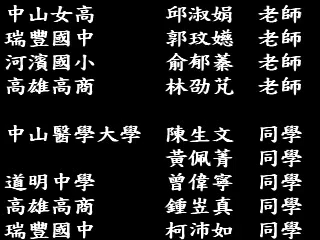 中山女高 邱淑娟 老師
瑞豐國中 郭玟嬿 老師
河濱國小 俞郁蓁 老師
高雄高商 林劭芃 老師
中山醫學大學 陳生文 同學
黃佩菁 同學
道明中學 曾偉寧 同學
高雄高商 鍾岦真 同學
瑞豐國中 柯沛如 同學